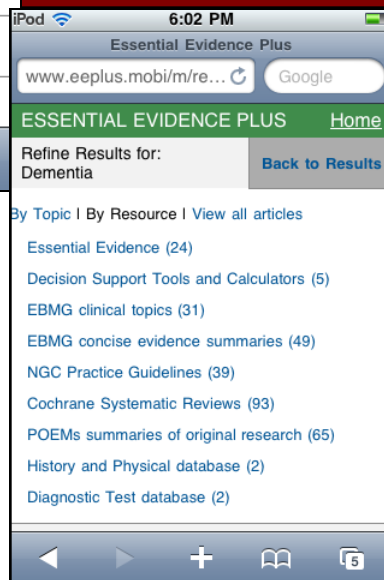 iPod 6:02 PM
Essential Evidence Plus
www.eeplus.mobi/m/re... Google
ESSENTIAL EVIDENCE PLUS Home
Refine Results for:
Dementia
Back to Results
By Topic | By Resource | View all articles
Essential Evidence (24)
Decision Support Tools and Calculators (5)
EBMG clinical topics (31)
EBMG concise evidence summaries (49)
NGC Practice Guidelines (39)
Cochrane Systematic Reviews (93)
POEMs summaries of original research (65)
History and Physical database (2)
Diagnostic Test database (2)
5